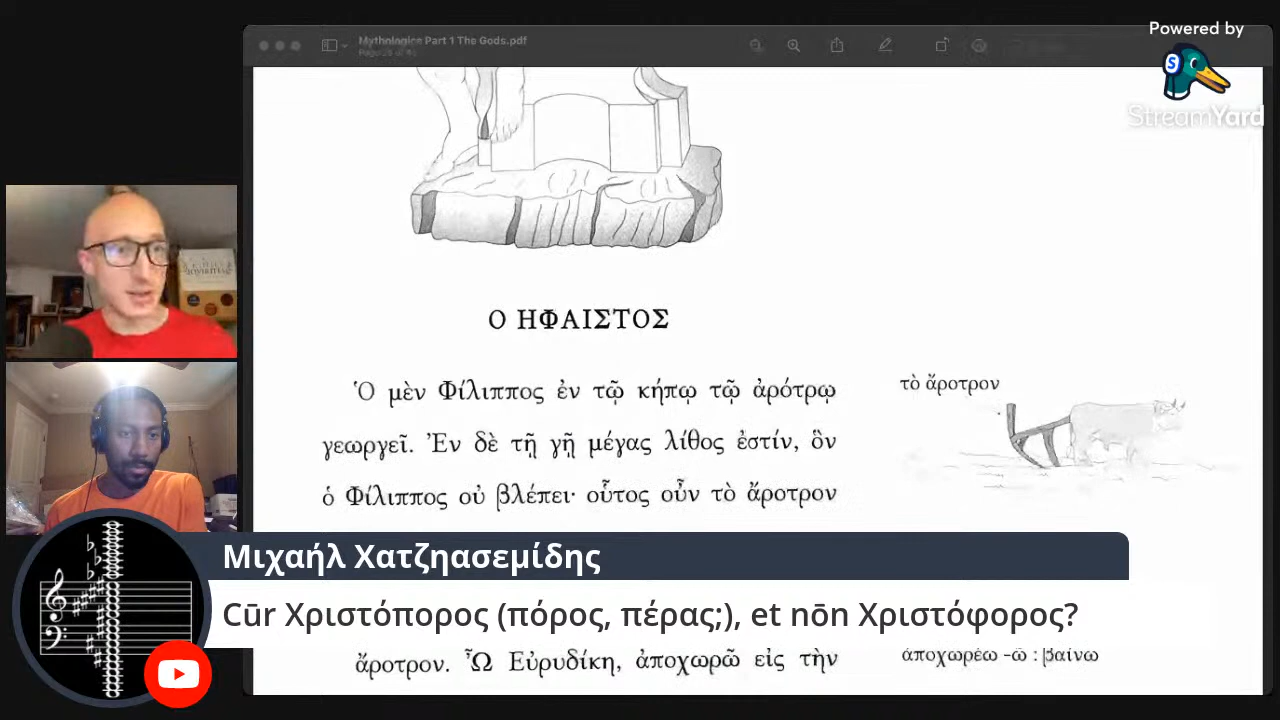 Powered by
StreamYard
Mythologica Part 1 The Gods.pdf
Ο ΗΦΑΙΣΤΟΣ
Ὁ μὲν Φίλιππος ἐν τῷ κήπῳ τῷ ἀρότρῳ
γεωργεῖ. Ἐν δὲ τῇ γῇ μέγας λίθος ἐστίν, ὃν
ὁ Φίλιππος οὐ βλέπει· οὗτος οὖν τὸ ἄροτρον
τὸ ἄροτρον
Μιχαήλ Χατζηασεμίδης
Cūr Χριστόπορος (πόρος, πέρας;), et nōn Χριστόφορος?
ἄροτρον. Ὦ Εὐρυδίκη, ἀποχωρῶ εἰς τὴν
ἀποχωρέω -ῶ : βαίνω